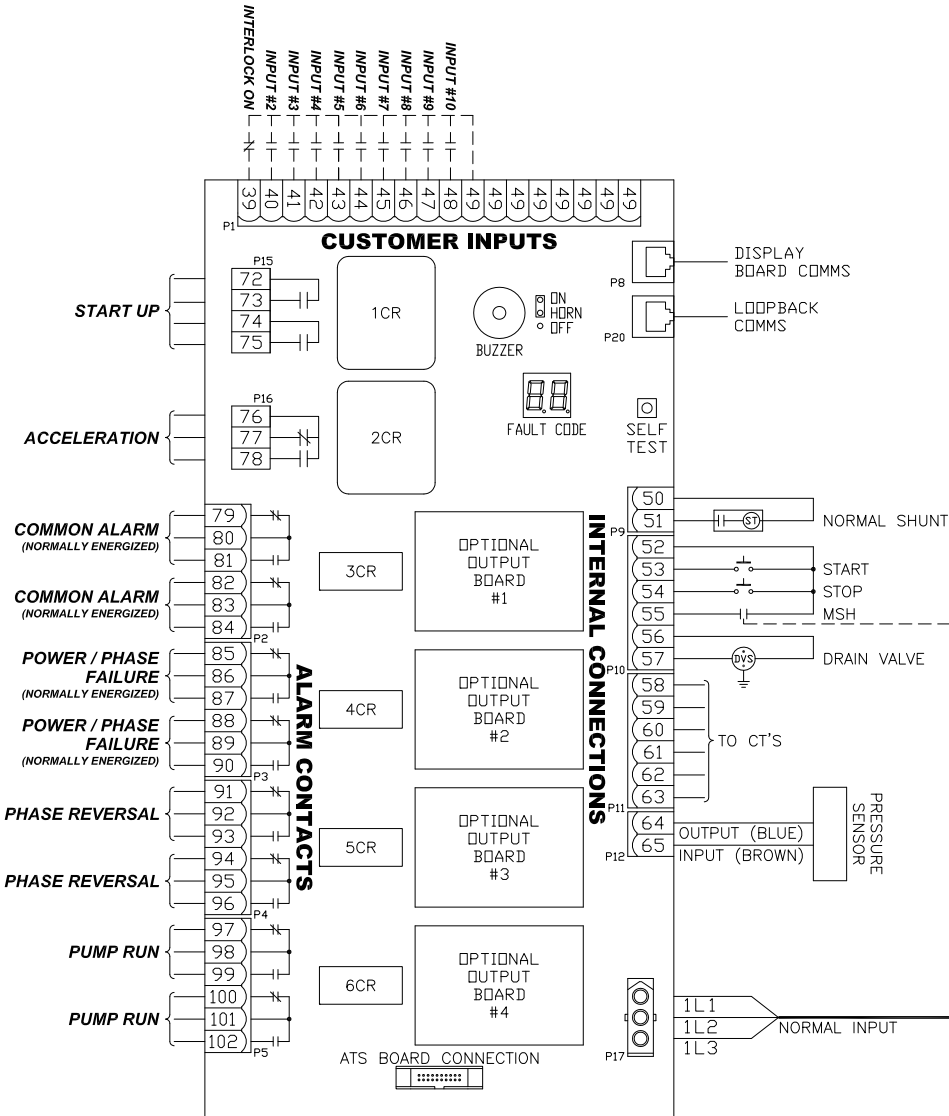 INTERLOCK ON
INPUT #2
INPUT #3
INPUT #4
INPUT #5
INPUT #6
INPUT #7
INPUT #8
INPUT #9
INPUT #10
39 40 41 42 43 44 45 46 47 48 49 49 49 49 49 49 49 49
P1
CUSTOMER INPUTS
P15
START UP
72
73
74
75
1CR
BUZZER
ON
HORN
OFF
P8
DISPLAY
BOARD COMMS
P20
LOOPBACK
COMMS
P16
ACCELERATION
76
77
78
2CR
FAULT CODE
SELF
TEST
ALARM CONTACTS
COMMON ALARM
(NORMALLY ENERGIZED)
79
80
81
COMMON ALARM
(NORMALLY ENERGIZED)
82
83
84
P2
3CR
POWER / PHASE
FAILURE
(NORMALLY ENERGIZED)
85
86
87
POWER / PHASE
FAILURE
(NORMALLY ENERGIZED)
88
89
90
P3
4CR
PHASE REVERSAL
91
92
93
PHASE REVERSAL
94
95
96
P4
5CR
PUMP RUN
97
98
99
PUMP RUN
100
101
102
P5
6CR
OPTIONAL
OUTPUT
BOARD
#1
OPTIONAL
OUTPUT
BOARD
#2
OPTIONAL
OUTPUT
BOARD
#3
OPTIONAL
OUTPUT
BOARD
#4
INTERNAL CONNECTIONS
50
51
P9
ST
NORMAL SHUNT
52
53
54
55
56
57
P10
START
STOP
MSH
DVS
DRAIN VALVE
58
59
60
61
62
63
P11
TO CT'S
64
65
P12
OUTPUT (BLUE)
INPUT (BROWN)
PRESSURE
SENSOR
P17
1L1
1L2
1L3
NORMAL INPUT
ATS BOARD CONNECTION